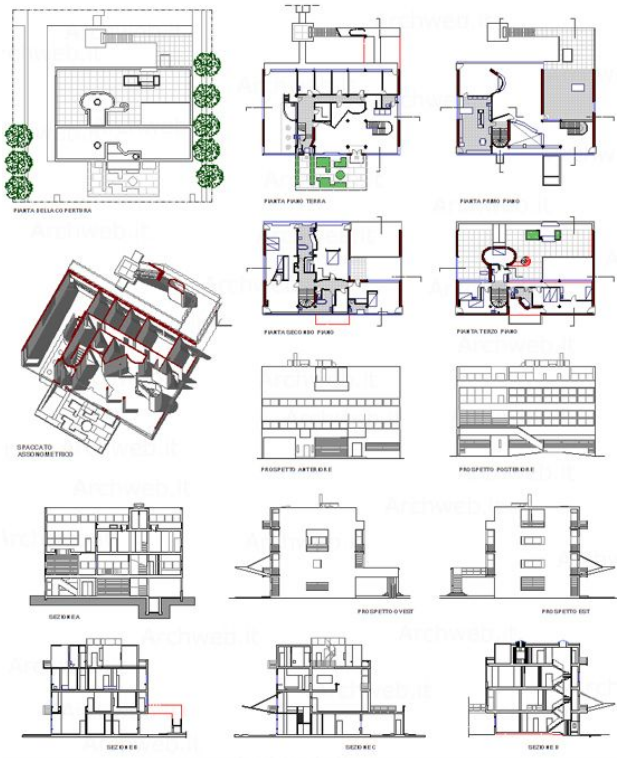 PIANTA DELLA COPERTURA
PIANTA PIANO TERRA
PIANTA PRIMO PIANO
PIANTA SECONDO PIANO
PIANTA TERZO PIANO
SPACCATO
ASSONOMETRICO
PROSPETTO ANTERIORE
PROSPETTO POSTERIORE
SEZIONE A
PROSPETTO OVEST
PROSPETTO EST
SEZIONE B
SEZIONE C
Archweb.it